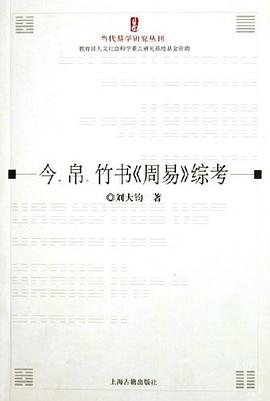 当代易学研究丛刊
教育部人文社会科学重点研究基地基金资助
今、帛、竹书《周易》综考
◎刘大钧 著
上海古籍出版社